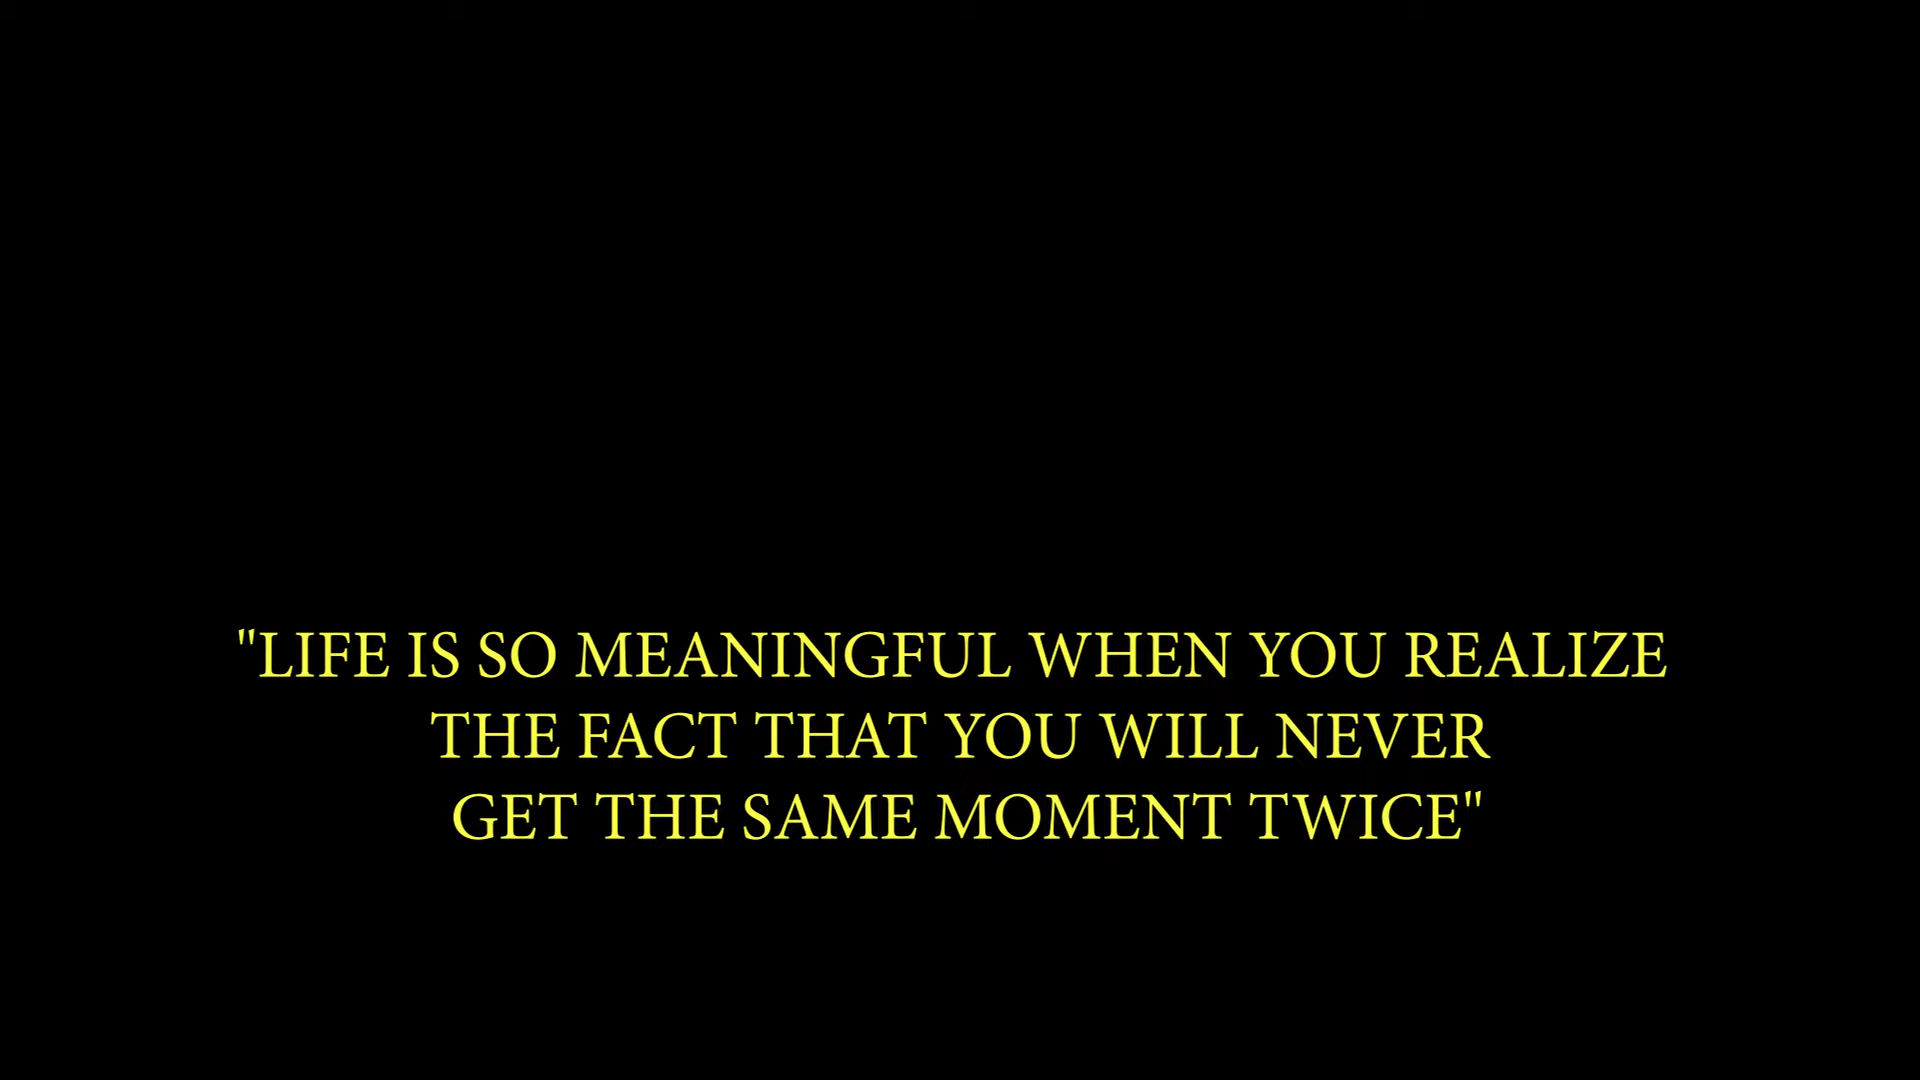 "LIFE IS SO MEANINGFUL WHEN YOU REALIZE
THE FACT THAT YOU WILL NEVER
GET THE SAME MOMENT TWICE"